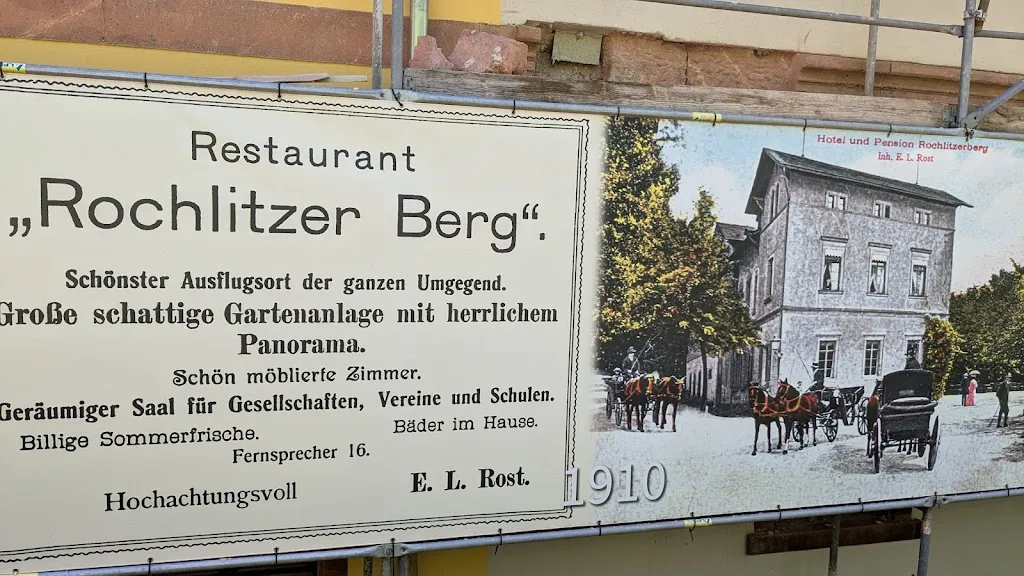 Restaurant
„Rochlitzer Berg“.
Schönster Ausflugsort der ganzen Umgegend.
Große schattige Gartenanlage mit herrlichem
Panorama.
Schön möblierte Zimmer.
Geräumiger Saal für Gesellschaften, Vereine und Schulen.
Billige Sommerfrische.
Bäder im Hause.
Fernsprecher 16.
Hochachtungsvoll
E. L. Rost.
1910
Hotel und Pension Rochlitzerberg
Inh. E. L. Rost